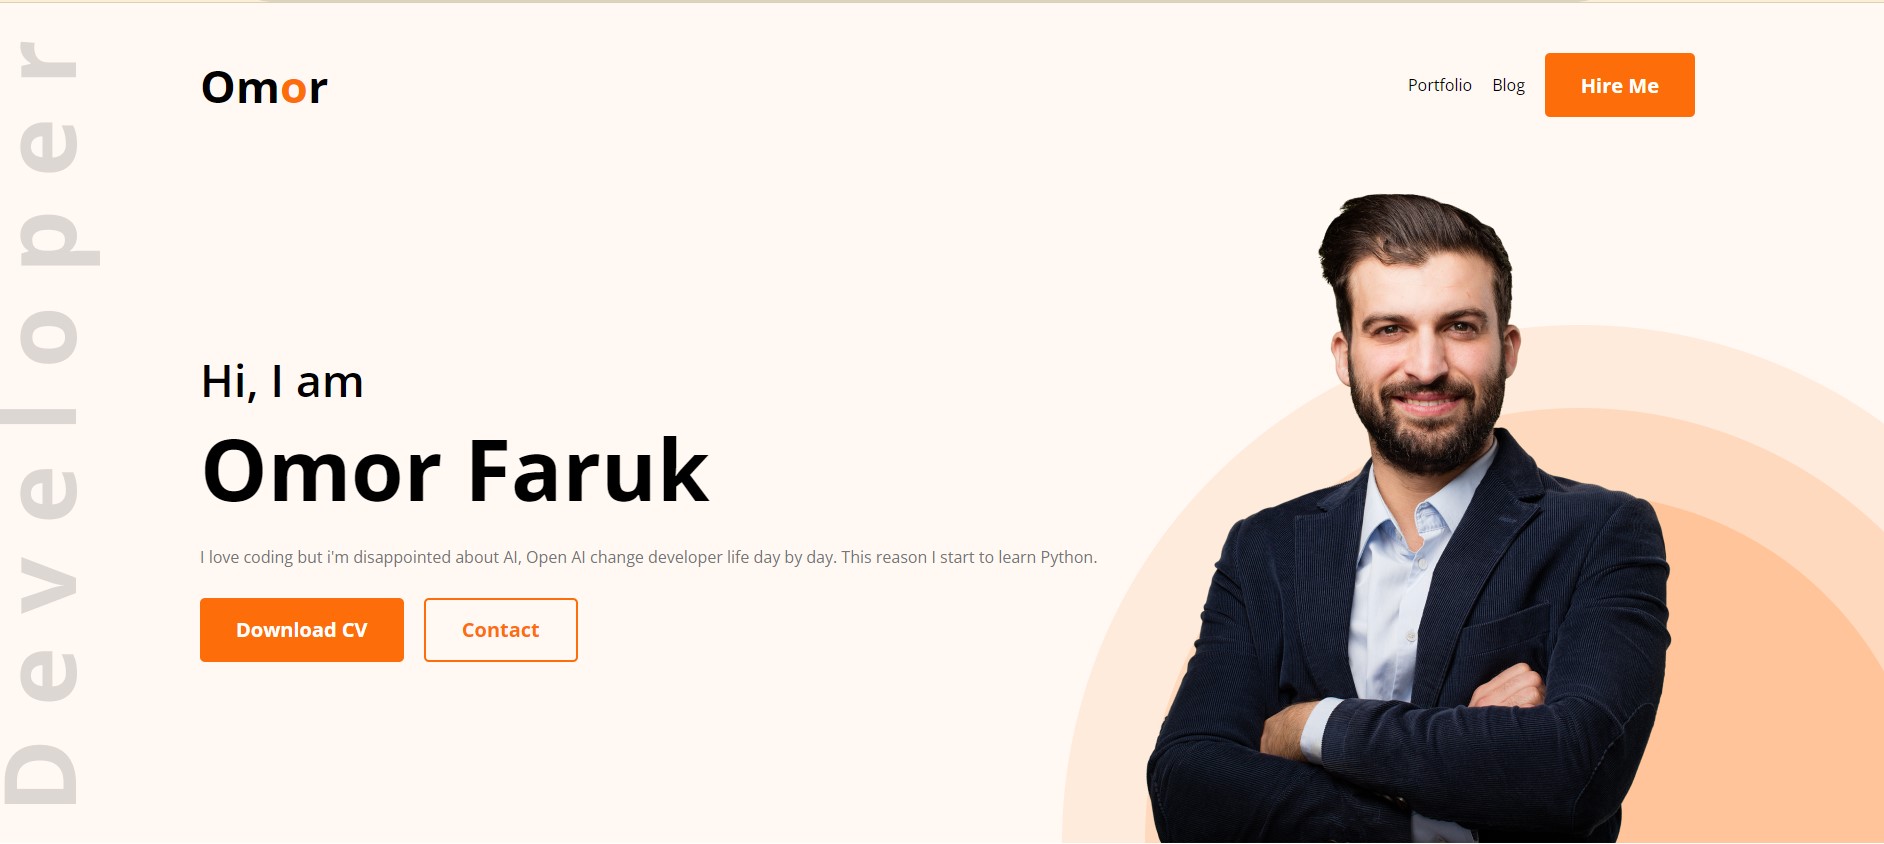 Developer
Omor
Portfolio Blog Hire Me
Hi, I am
Omor Faruk
I love coding but i'm disappointed about AI, Open AI change developer life day by day. This reason I start to learn Python.
Download CV Contact